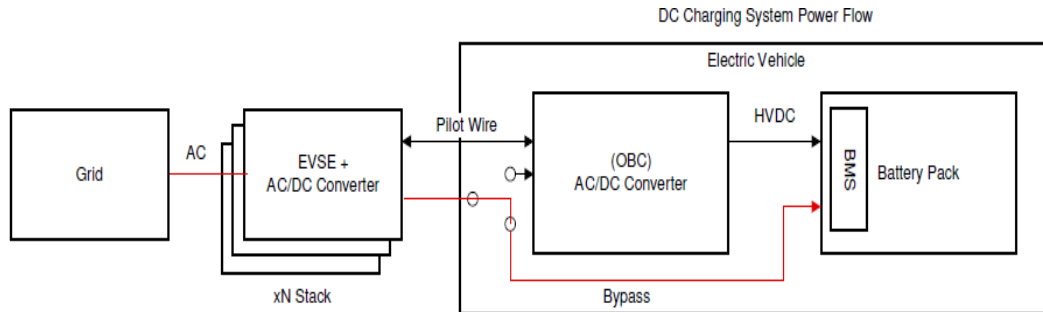 DC Charging System Power Flow
Electric Vehicle
Grid
AC
EVSE +
AC/DC Converter
xN Stack
Pilot Wire
(OBC)
AC/DC Converter
HVDC
BMS
Battery Pack
Bypass